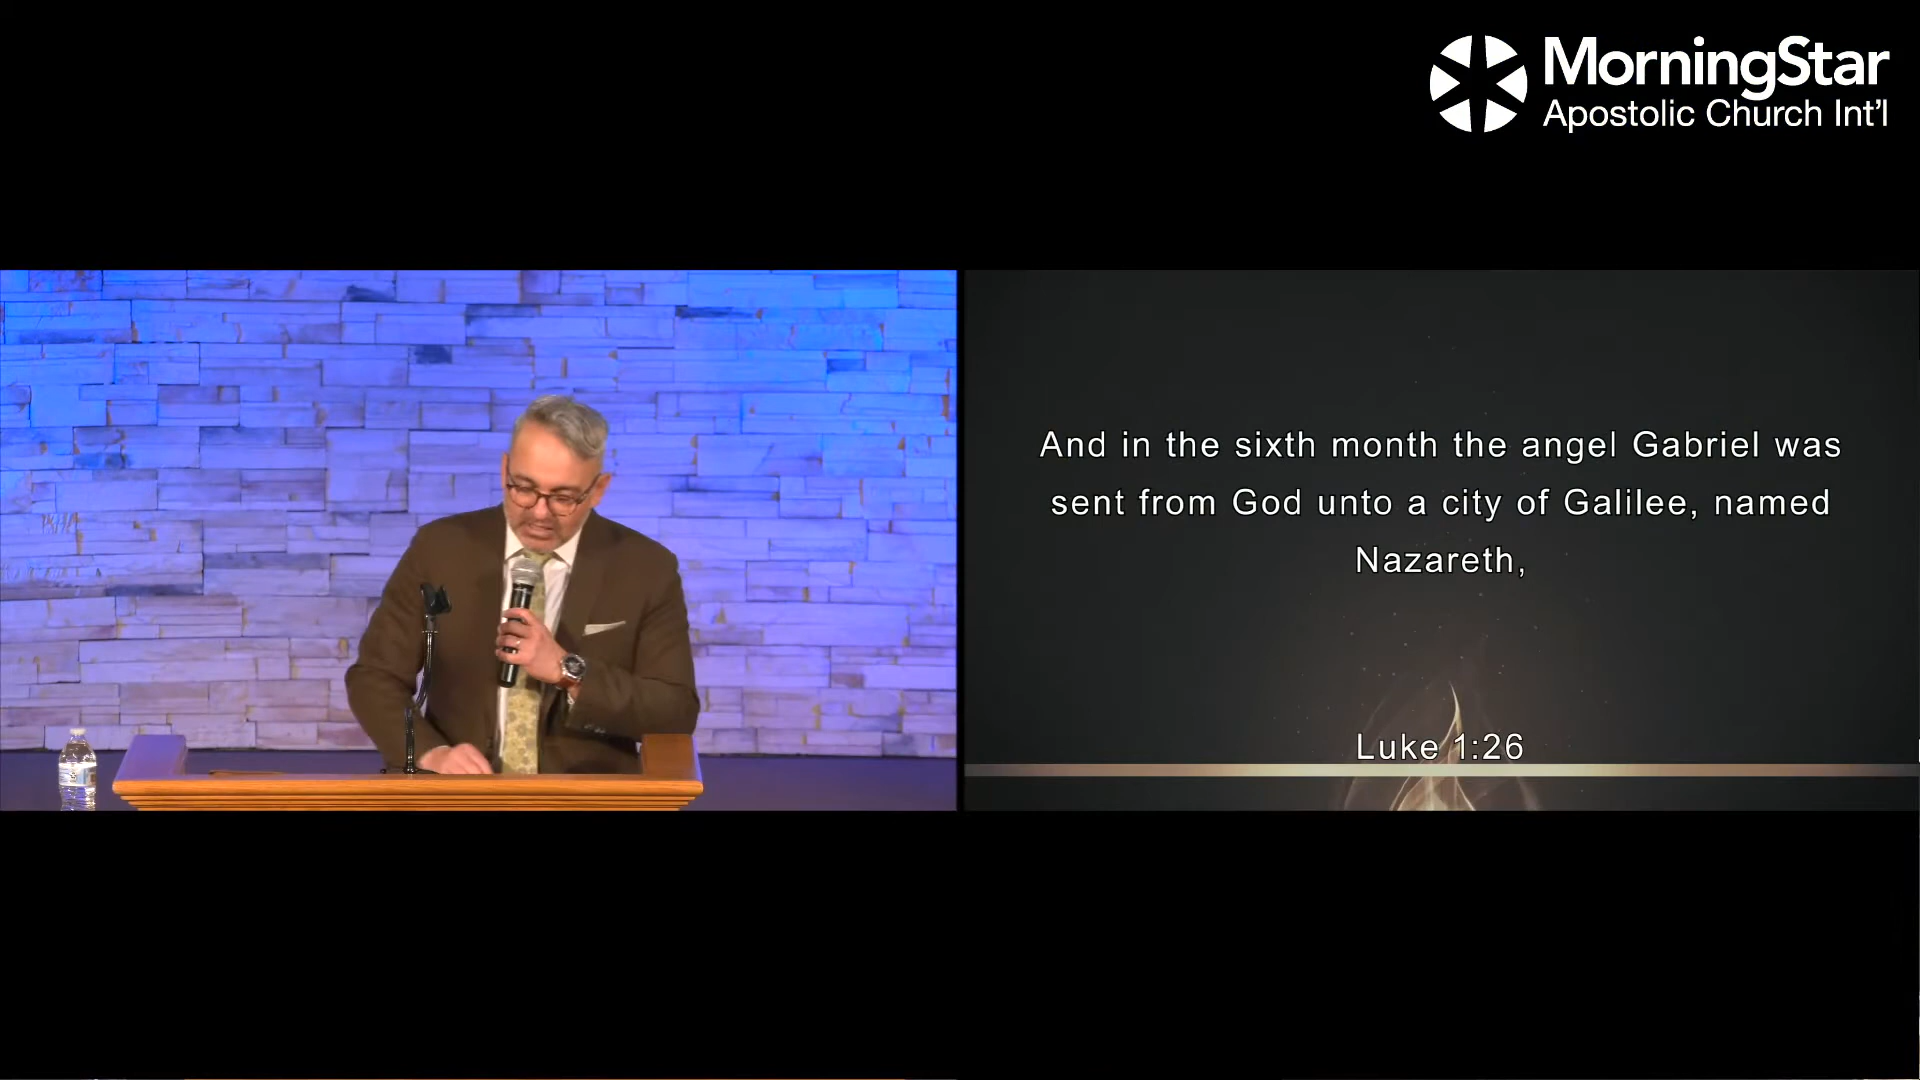 MorningStar
Apostolic Church Int'l
And in the sixth month the angel Gabriel was
sent from God unto a city of Galilee, named
Nazareth,
Luke 1:26